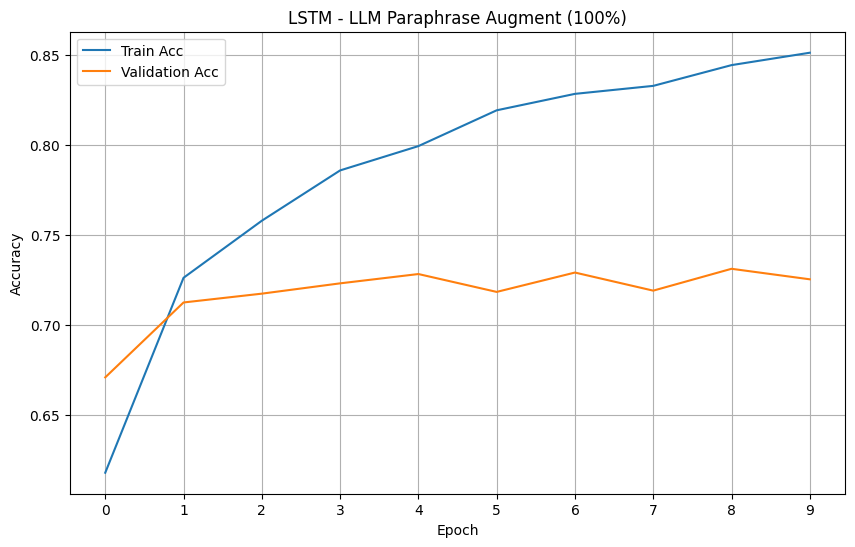 LSTM - LLM Paraphrase Augment (100%)
Train Acc
Validation Acc
0.85
0.80
0.75
0.70
0.65
Accuracy
0 1 2 3 4 5 6 7 8 9
Epoch